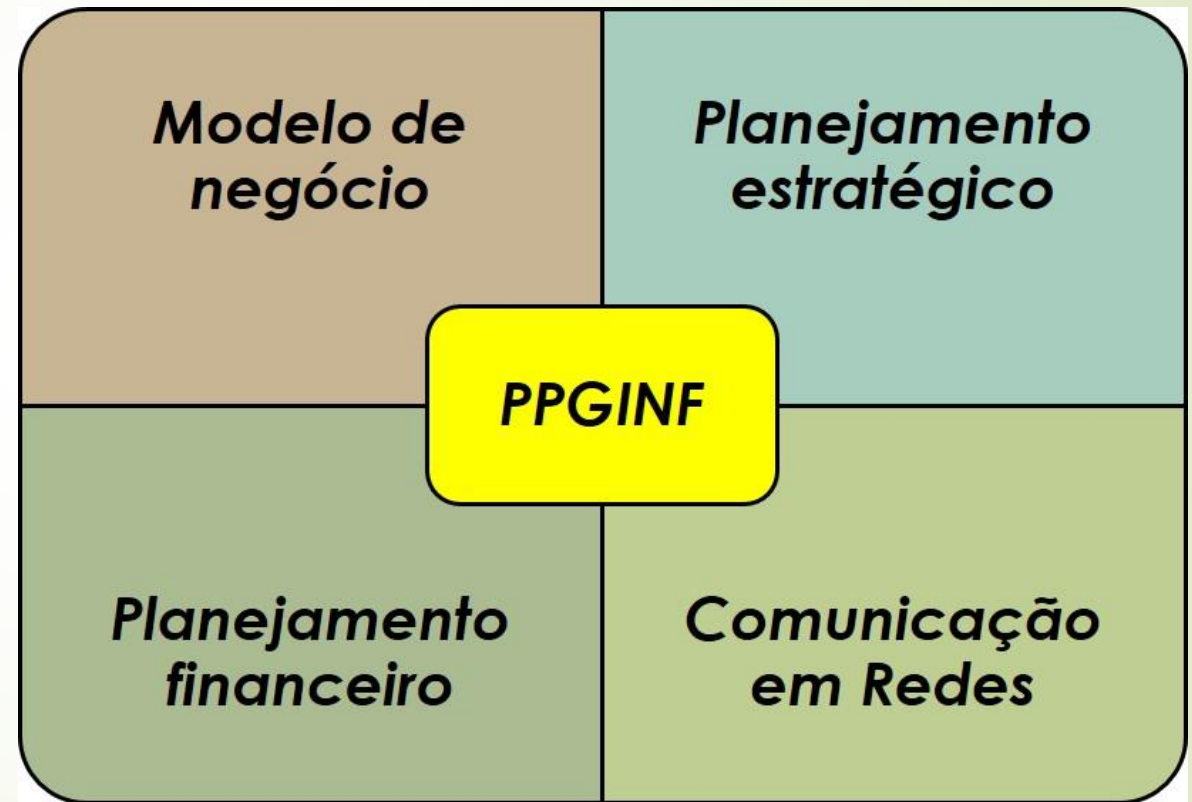 Modelo de
negócio
Planejamento
estratégico
PPGINF
Planejamento
financeiro
Comunicação
em Redes